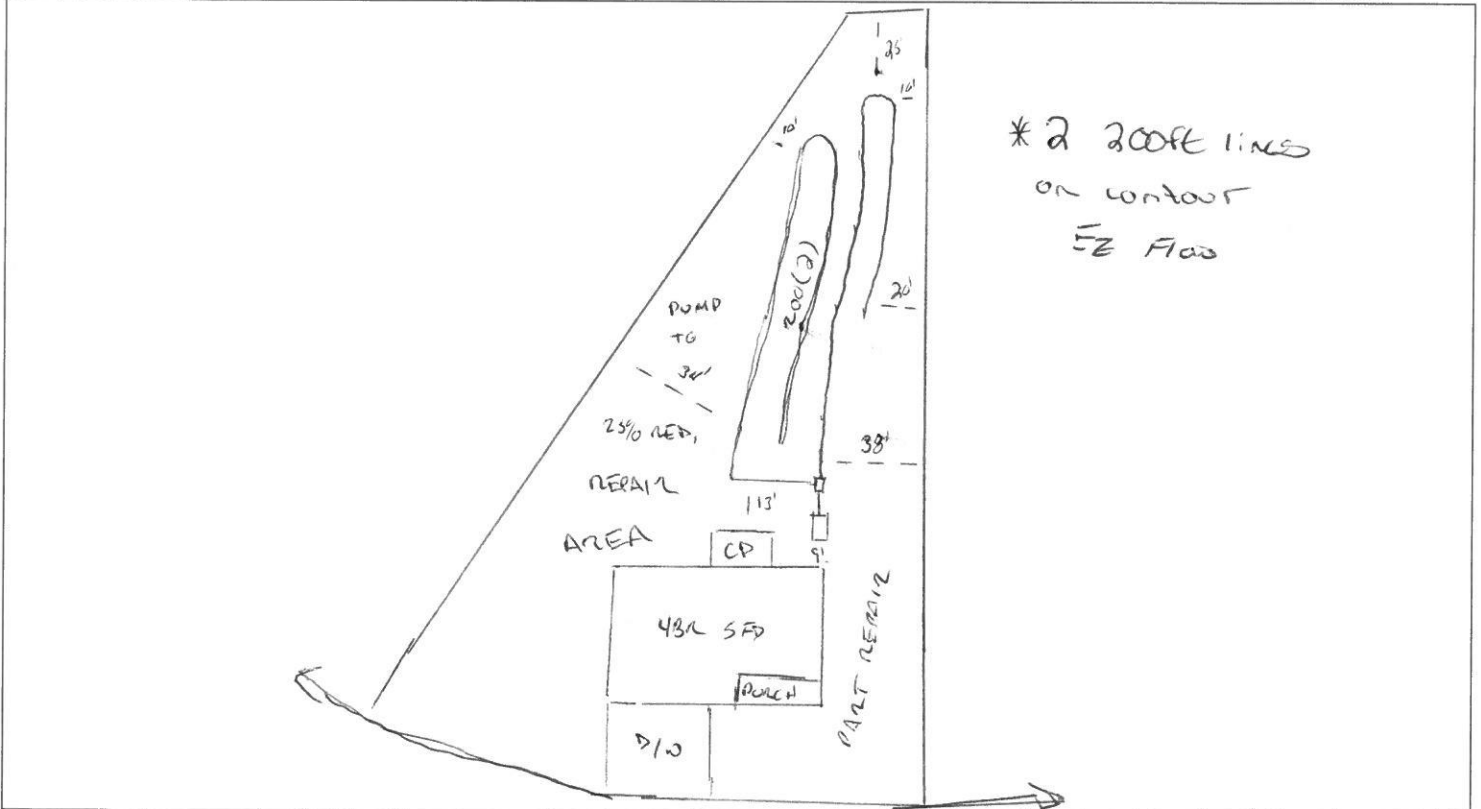 25
10'
10'
* 2 200ft lines
on contour
EZ Flow
200(2)
20'
PUMP
TO
25% RED.
38'
REPAIR
13'
AREA
CP
9'
4BR SFD
PORCH
PART REPAIR
D/W